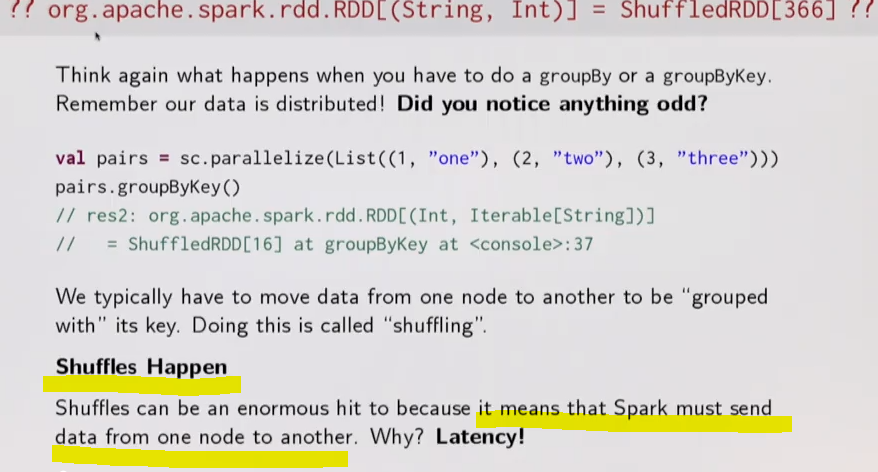 ?? org.apache.spark.rdd.RDD[(String, Int)] = ShuffledRDD[366] ??
Think again what happens when you have to do a groupBy or a groupByKey.
Remember our data is distributed! Did you notice anything odd?
val pairs = sc.parallelize(List((1, "one"), (2, "two"), (3, "three")))
pairs.groupByKey()
// res2: org.apache.spark.rdd.RDD[(Int, Iterable[String])]
//   = ShuffledRDD[16] at groupByKey at <console>:37
We typically have to move data from one node to another to be “grouped
with” its key. Doing this is called “shuffling”.
Shuffles Happen
Shuffles can be an enormous hit to because it means that Spark must send
data from one node to another. Why? Latency!